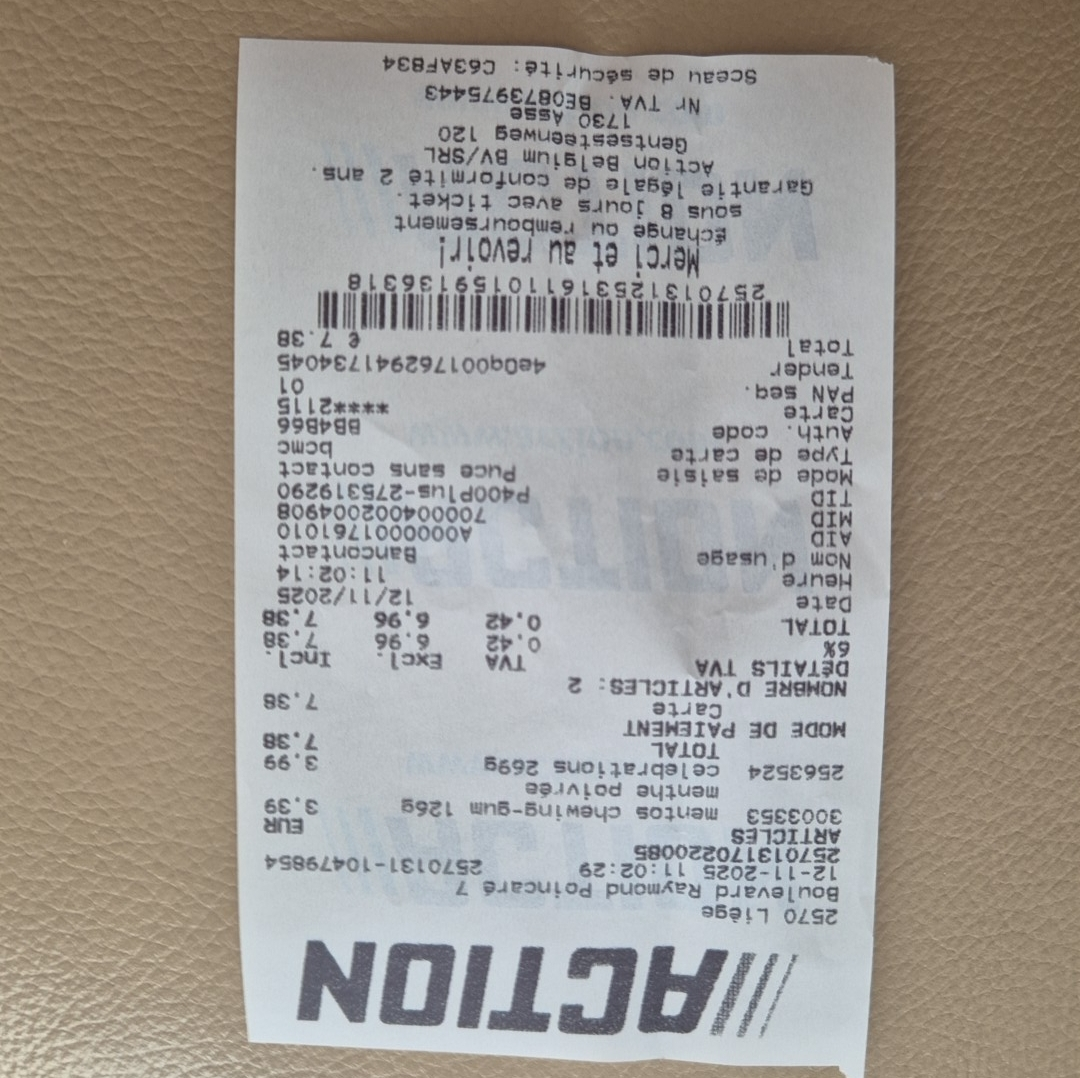 ACTION
2570 Liège
Boulevard Raymond Poincaré 7
12-11-2025 11:02:29 2570131-10479854
257013170220085
ARTICLES EUR
3003353 mentos chewing-gum 126g 3.39
menthe poivrée
2563524 celebrations 269g 3.99
TOTAL 7.38
MODE DE PAIEMENT
Carte 7.38
NOMBRE D'ARTICLES: 2
DÉTAILS TVA TVA Excl. Incl.
6% 0.42 6.96 7.38
TOTAL 0.42 6.96 7.38
Date 12/11/2025
Heure 11:02:14
Nom d'usage Bancontact
AID A0000001761010
MID 700004002004908
TID P400Plus-275319290
Mode de saisie Puce sans contact
Type de carte bcmc
Auth. code BB4B66
Carte ****2115
PAN seq. 01
Tender 4e0q001762941734045
Total € 7.38
257013125316110159136318
Merci et au revoir!
Échange ou remboursement
sous 8 jours avec ticket.
Garantie légale de conformité 2 ans.
Action Belgium BV/SRL
Gentsesteenweg 120
1730 Asse
Nr TVA. BE0873975443
Sceau de sécurité: C63AF834